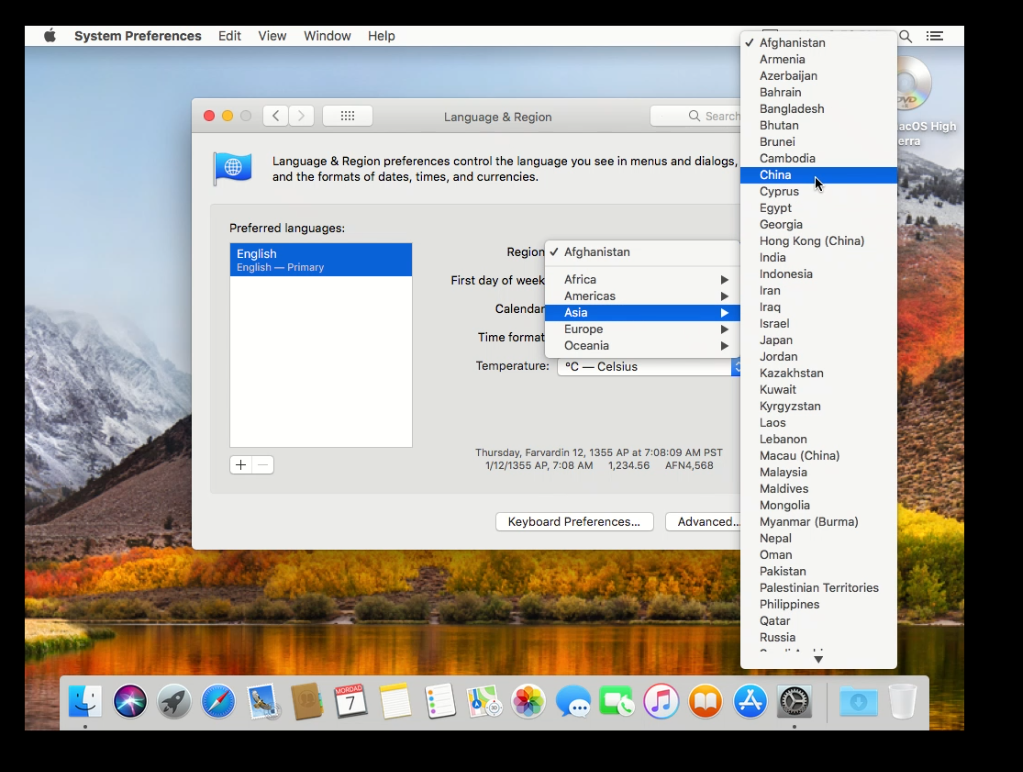 System Preferences Edit View Window Help
Language & Region
Search
Language & Region preferences control the language you see in menus and dialogs,
and the formats of dates, times, and currencies.
Preferred languages:
English
English — Primary
Region
✓ Afghanistan
Africa
Americas
Asia
Europe
Oceania
First day of week
Calendar
Time format
Temperature: °C — Celsius
Thursday, Farvardin 12, 1355 AP at 7:08:09 AM PST
1/12/1355 AP, 7:08 AM 1,234.56 AFN4,568
+ −
Keyboard Preferences... Advanced...
✓ Afghanistan
Armenia
Azerbaijan
Bahrain
Bangladesh
Bhutan
Brunei
Cambodia
China
Cyprus
Egypt
Georgia
Hong Kong (China)
India
Indonesia
Iran
Iraq
Israel
Japan
Jordan
Kazakhstan
Kuwait
Kyrgyzstan
Laos
Lebanon
Macau (China)
Malaysia
Maldives
Mongolia
Myanmar (Burma)
Nepal
Oman
Pakistan
Palestinian Territories
Philippines
Qatar
Russia
DVD
acOS High
erra
MORDAD
7